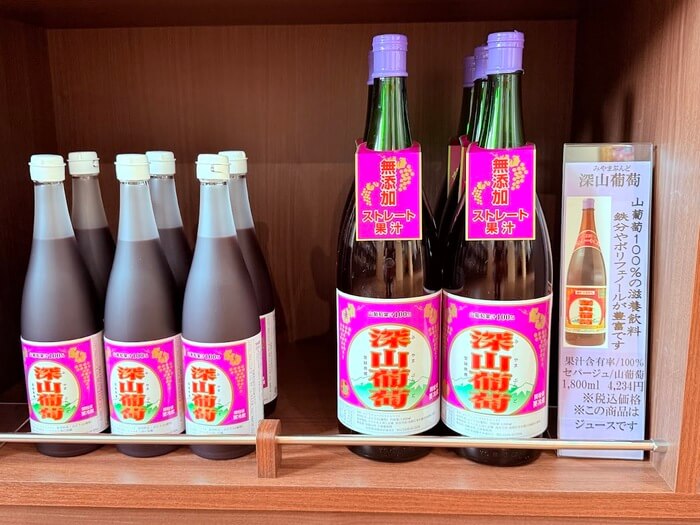 無添加
ストレート
果汁
無添加
ストレート
果汁
深山葡萄
深山葡萄
深山葡萄
深山葡萄
深山葡萄
みやまぶどう
深山葡萄
山葡萄100%の滋養飲料
鉄分やポリフェノールが豊富です
深山葡萄
果汁含有率/100%
セパージュ/山葡萄
1,800ml 4,234円
※税込価格
※この商品は
ジュースです